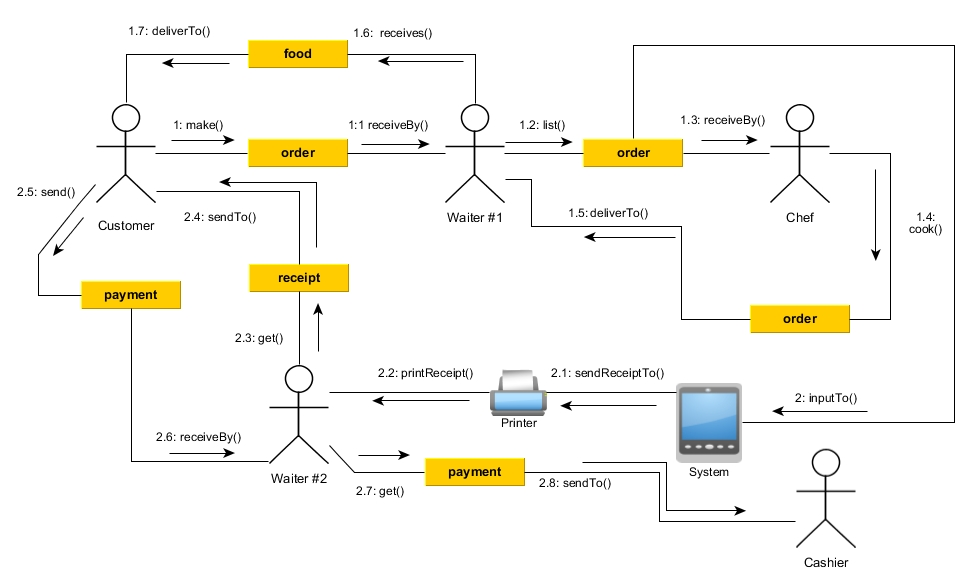 1.7: deliverTo()
food
1.6: receives()
1: make()
order
1:1 receiveBy()
1.2: list()
order
1.3: receiveBy()
2.5: send()
Customer
2.4: sendTo()
Waiter #1
1.5: deliverTo()
Chef
1.4:
cook()
payment
receipt
order
2.3: get()
2.2: printReceipt()
2.1: sendReceiptTo()
Printer
2: inputTo()
2.6: receiveBy()
Waiter #2
2.7: get()
payment
2.8: sendTo()
System
Cashier